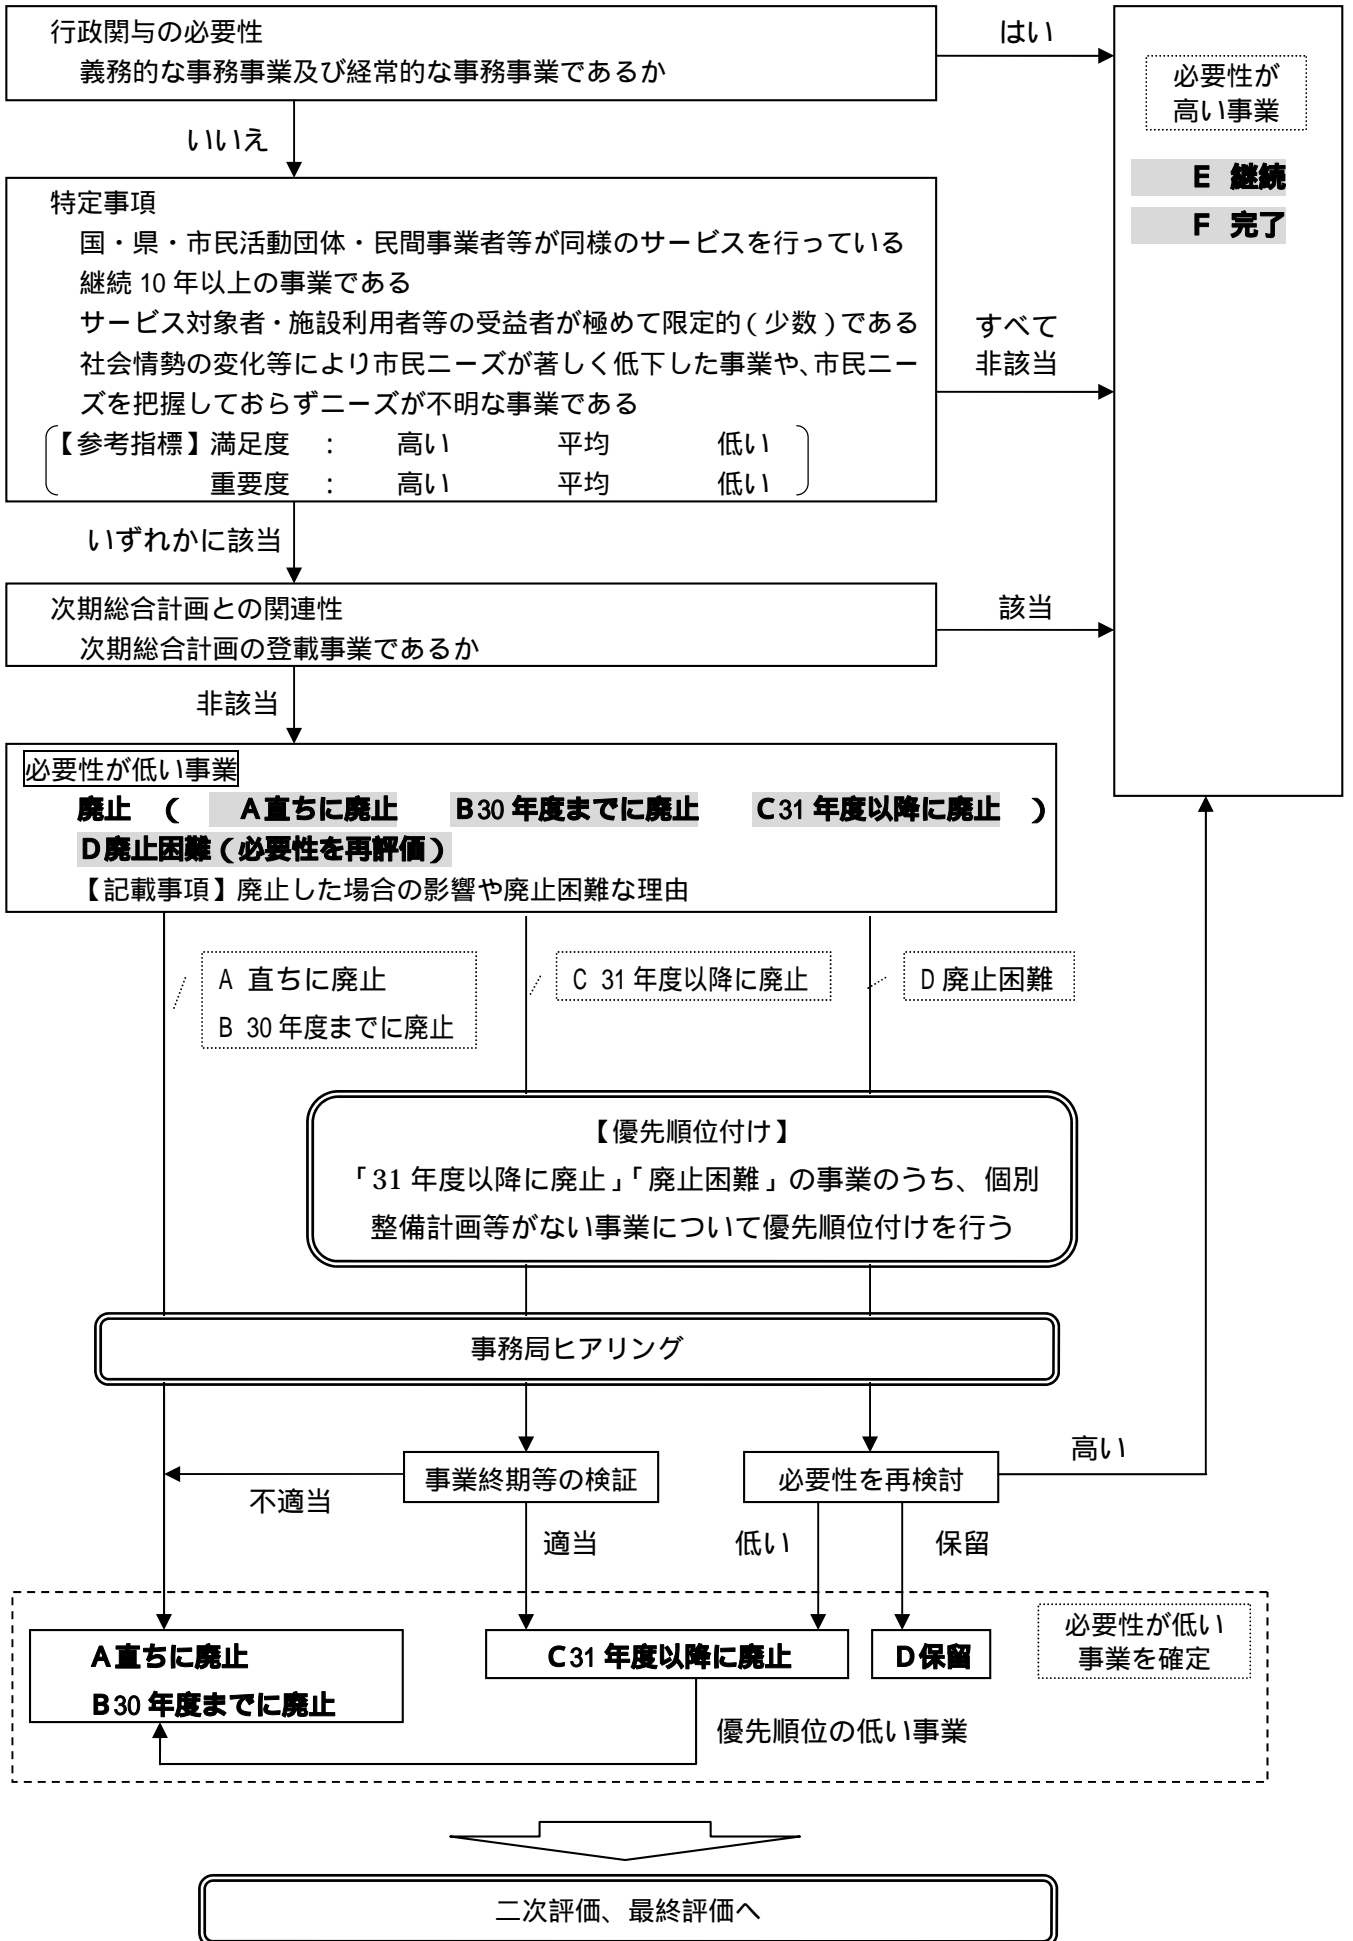 行政関与の必要性
義務的な事務事業及び経常的な事務事業であるか
はい
必要性が
高い事業
E 継続
F 完了
いいえ
特定事項
国・県・市民活動団体・民間事業者等が同様のサービスを行っている
継続 10 年以上の事業である
サービス対象者・施設利用者等の受益者が極めて限定的(少数)である
社会情勢の変化等により市民ニーズが著しく低下した事業や、市民ニー
ズを把握しておらずニーズが不明な事業である
【参考指標】満足度 : 高い 平均 低い
重要度 : 高い 平均 低い
すべて
非該当
いずれかに該当
次期総合計画との関連性
次期総合計画の登載事業であるか
該当
非該当
必要性が低い事業
廃止 ( A直ちに廃止 B30 年度までに廃止 C31 年度以降に廃止 )
D廃止困難(必要性を再評価)
【記載事項】廃止した場合の影響や廃止困難な理由
A 直ちに廃止
B 30 年度までに廃止
C 31 年度以降に廃止
D 廃止困難
【優先順位付け】
「31 年度以降に廃止」「廃止困難」の事業のうち、個別
整備計画等がない事業について優先順位付けを行う
事務局ヒアリング
事業終期等の検証
必要性を再検討
高い
不適当
適当
低い
保留
A直ちに廃止
B30 年度までに廃止
C31 年度以降に廃止
D保留
必要性が低い
事業を確定
優先順位の低い事業
二次評価、最終評価へ